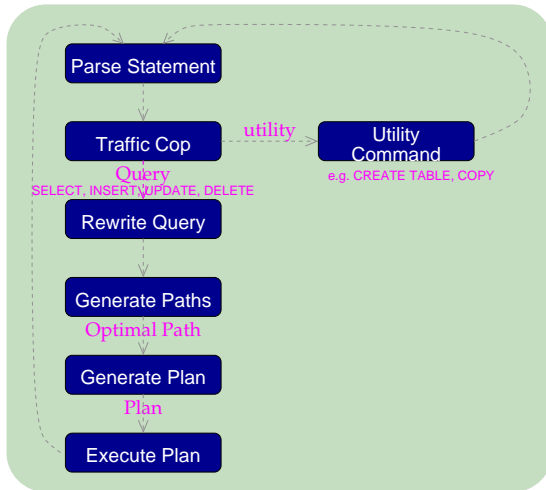 Parse Statement
Traffic Cop
utility
Utility
Command
Query
e.g. CREATE TABLE, COPY
SELECT, INSERT, UPDATE, DELETE
Rewrite Query
Generate Paths
Optimal Path
Generate Plan
Plan
Execute Plan